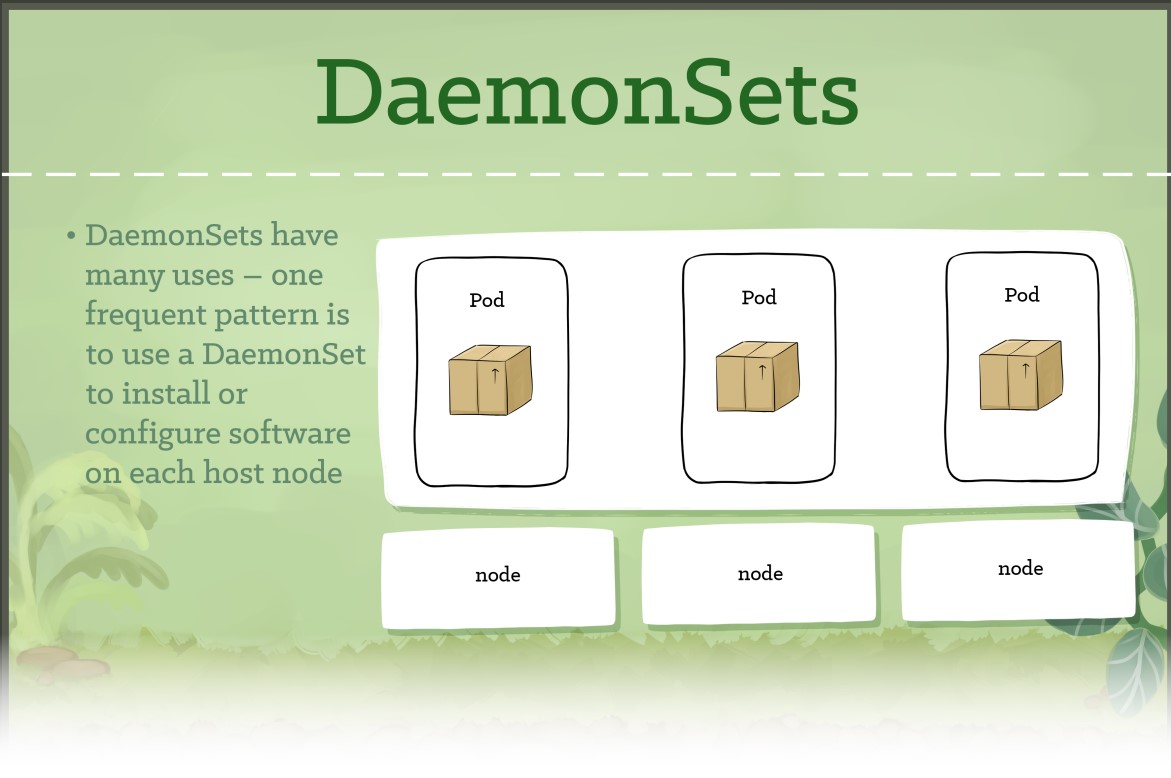 DaemonSets
• DaemonSets have
many uses – one
frequent pattern is
to use a DaemonSet
to install or
configure software
on each host node
Pod
Pod
Pod
node
node
node